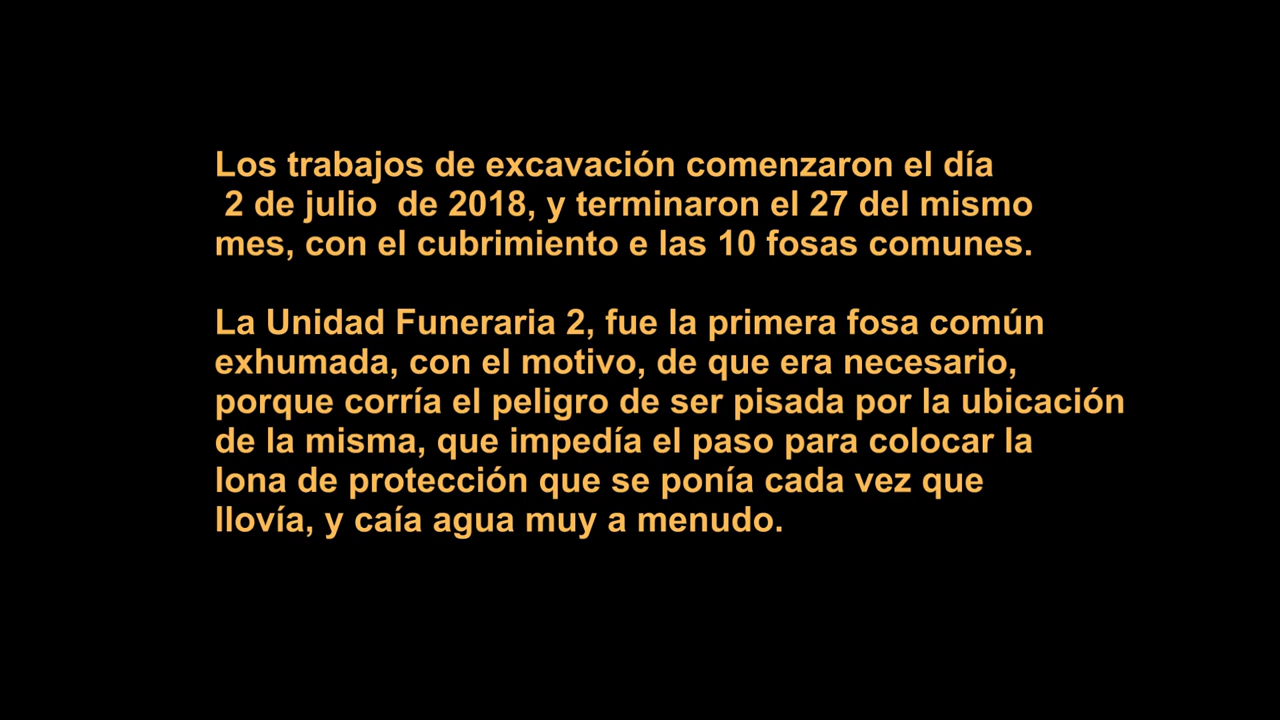 Los trabajos de excavación comenzaron el día
2 de julio  de 2018, y terminaron el 27 del mismo
mes, con el cubrimiento e las 10 fosas comunes.
La Unidad Funeraria 2, fue la primera fosa común
exhumada, con el motivo, de que era necesario,
porque corría el peligro de ser pisada por la ubicación
de la misma, que impedía el paso para colocar la
lona de protección que se ponía cada vez que
llovía, y caía agua muy a menudo.